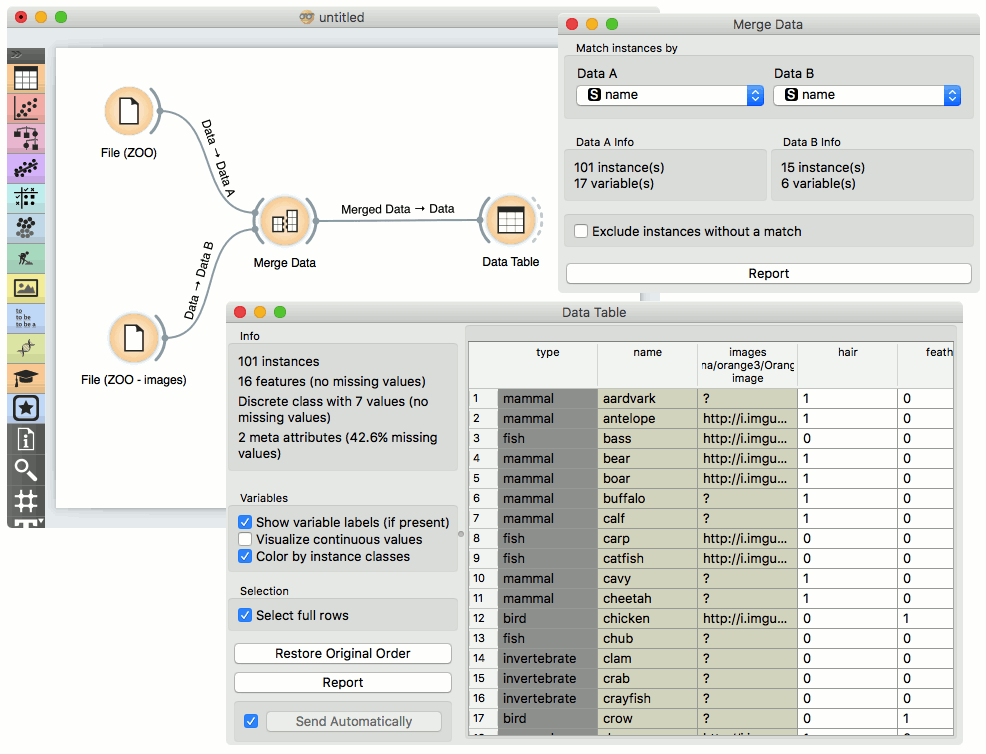 untitled
File (ZOO)
Data → Data A
Data → Data B
File (ZOO - images)
Merge Data
Merged Data → Data
Data Table
to
to be
to be a
Merge Data
Match instances by
Data A
Data B
S name
S name
Data A Info
Data B Info
101 instance(s)
17 variable(s)
15 instance(s)
6 variable(s)
Exclude instances without a match
Report
Data Table
Info
101 instances
16 features (no missing values)
Discrete class with 7 values (no
missing values)
2 meta attributes (42.6% missing
values)
Variables
Show variable labels (if present)
Visualize continuous values
Color by instance classes
Selection
Select full rows
Restore Original Order
Report
Send Automatically
type name images hair feath
na/orange3/Orang
image
1 mammal aardvark ? 1 0
2 mammal antelope http://i.imgu... 1 0
3 fish bass http://i.imgu... 0 0
4 mammal bear http://i.imgu... 1 0
5 mammal boar http://i.imgu... 1 0
6 mammal buffalo ? 1 0
7 mammal calf ? 1 0
8 fish carp http://i.imgu... 0 0
9 fish catfish http://i.imgu... 0 0
10 mammal cavy ? 1 0
11 mammal cheetah ? 1 0
12 bird chicken http://i.imgu... 0 1
13 fish chub ? 0 0
14 invertebrate clam ? 0 0
15 invertebrate crab ? 0 0
16 invertebrate crayfish ? 0 0
17 bird crow ? 0 1